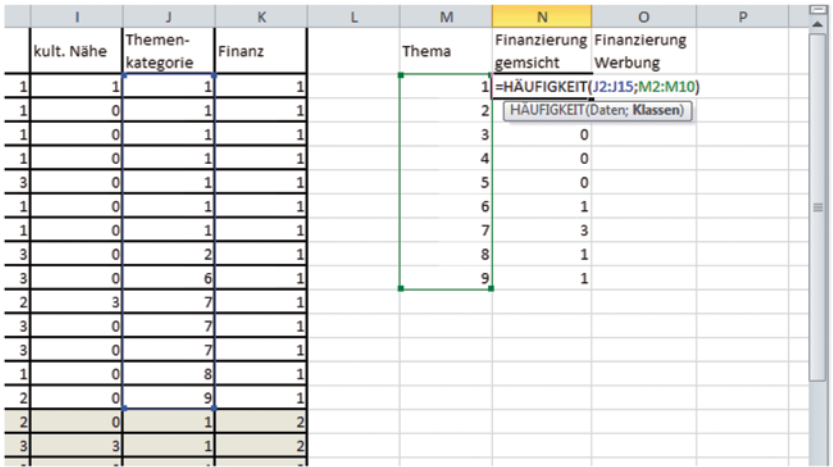 I J K L M N O P
kult. Nähe Themen- Finanz Thema Finanzierung Finanzierung
kategorie gemsicht Werbung
1 1 1 1 1 =HÄUFIGKEIT(J2:J15;M2:M10)
1 0 1 1 2 HÄUFIGKEIT(Daten; Klassen)
1 0 1 1 3 0
1 0 1 1 4 0
3 0 1 1 5 0
1 0 1 1 6 1
1 0 1 1 7 3
3 0 2 1 8 1
3 0 6 1 9 1
2 3 7 1
3 0 7 1
3 0 7 1
1 0 8 1
2 0 9 1
2 0 1 2
3 3 1 2